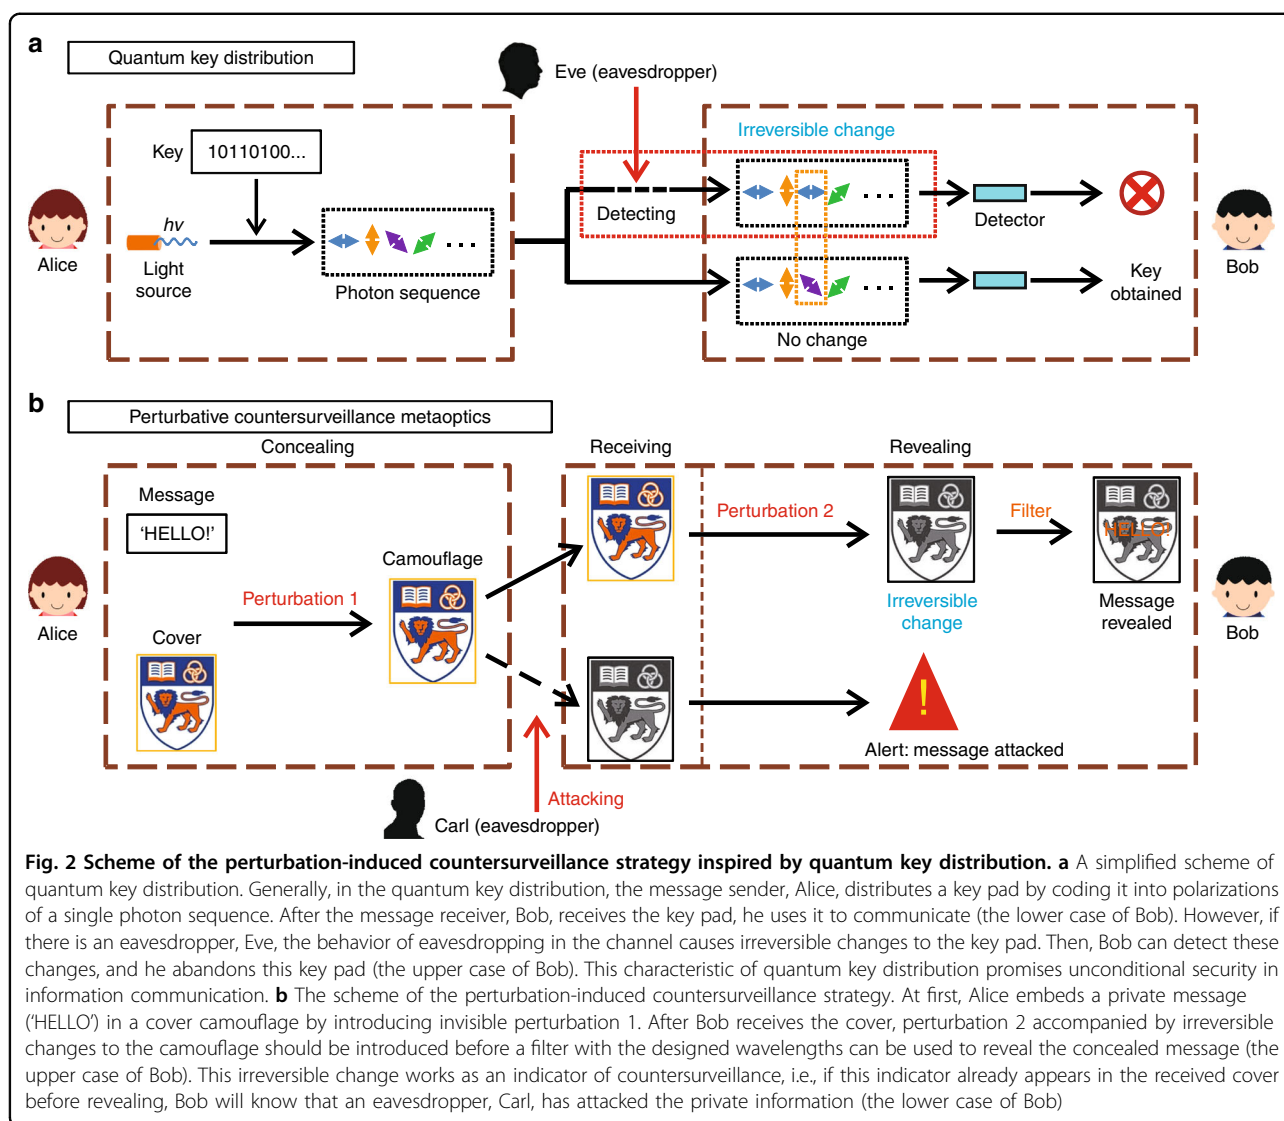 a
Quantum key distribution
Eve (eavesdropper)
Key
10110100...
Irreversible change
hv
Detecting
Detector
Alice
Light
source
Photon sequence
Bob
Key
obtained
No change
b
Perturbative countersurveillance metaoptics
Concealing
Receiving
Revealing
Message
'HELLO!'
Perturbation 2
Filter
HELLO!
Camouflage
Perturbation 1
Alice
Cover
Irreversible
change
Message
revealed
Bob
!
Alert: message attacked
Attacking
Carl (eavesdropper)
Fig. 2 Scheme of the perturbation-induced countersurveillance strategy inspired by quantum key distribution. a A simplified scheme of
quantum key distribution. Generally, in the quantum key distribution, the message sender, Alice, distributes a key pad by coding it into polarizations
of a single photon sequence. After the message receiver, Bob, receives the key pad, he uses it to communicate (the lower case of Bob). However, if
there is an eavesdropper, Eve, the behavior of eavesdropping in the channel causes irreversible changes to the key pad. Then, Bob can detect these
changes, and he abandons this key pad (the upper case of Bob). This characteristic of quantum key distribution promises unconditional security in
information communication. b The scheme of the perturbation-induced countersurveillance strategy. At first, Alice embeds a private message
('HELLO') in a cover camouflage by introducing invisible perturbation 1. After Bob receives the cover, perturbation 2 accompanied by irreversible
changes to the camouflage should be introduced before a filter with the designed wavelengths can be used to reveal the concealed message (the
upper case of Bob). This irreversible change works as an indicator of countersurveillance, i.e., if this indicator already appears in the received cover
before revealing, Bob will know that an eavesdropper, Carl, has attacked the private information (the lower case of Bob)